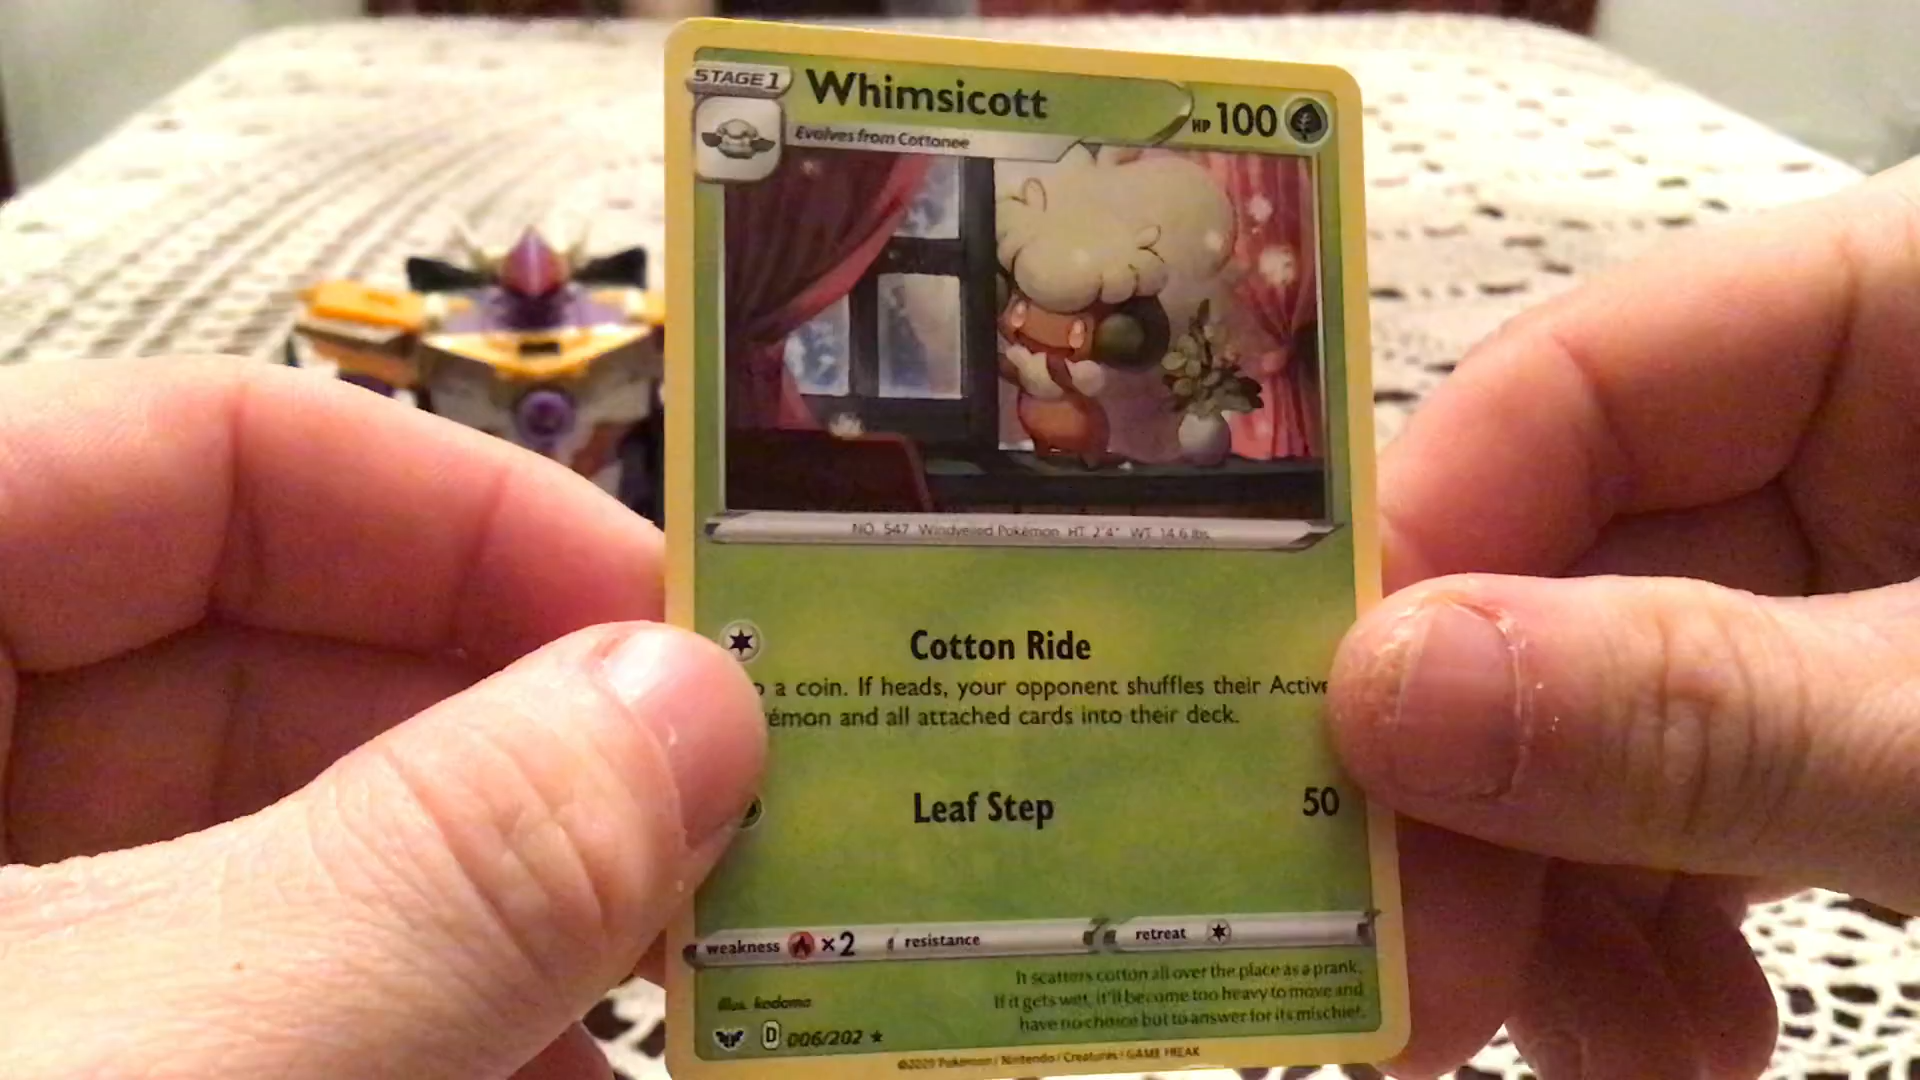 STAGE 1
Whimsicott
HP 100
Evolves from Cottonee
NO. 547 Windveiled Pokémon HT 2'4" WT 14.6 lbs.
Cotton Ride
a coin. If heads, your opponent shuffles their Active
émon and all attached cards into their deck.
Leaf Step 50
weakness ×2 resistance retreat
It scatters cotton all over the place as a prank.
If it gets wet, it'll become too heavy to move and
have no choice but to answer for its mischief.
illus. kodama
D 006/202 ★
©2020 Pokémon / Nintendo / Creatures / GAME FREAK